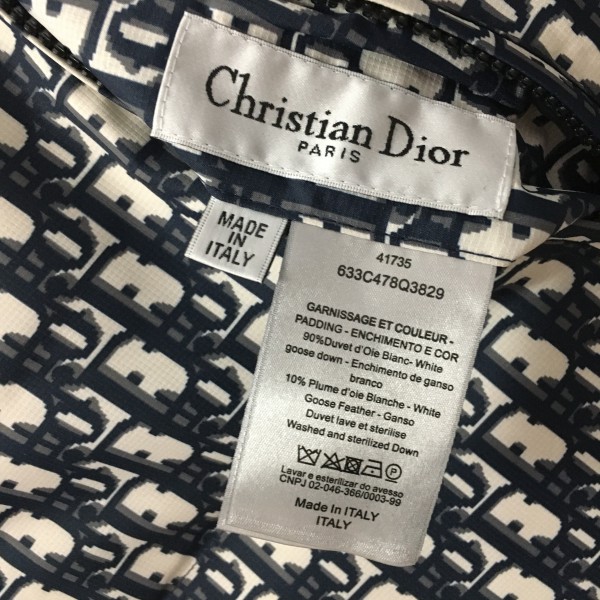 Christian Dior
PARIS
MADE
IN
ITALY
41735
633C478Q3829
GARNISSAGE ET COULEUR -
PADDING - ENCHIMENTO E COR
90%Duvet d'Oie Blanc- White
goose down - Enchimento de ganso
branco
10% Plume d'oie Blanche - White
Goose Feather - Ganso
Duvet lave et sterilise
Washed and sterilized Down
Lavar e esterilizar do avesso
CNPJ 02-046-366/0003-99
Made In ITALY
ITALY